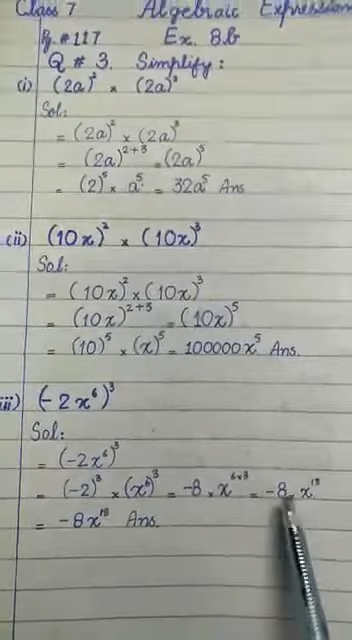 Class 7 Algebraic Expression
Pg.#117 Ex. 8.b
Q # 3. Simplify:
(i) (2a)² × (2a)³
Sol:
= (2a)² × (2a)³
= (2a)²⁺³ = (2a)⁵
= (2)⁵ × a⁵ = 32a⁵ Ans
(ii) (10x)² × (10x)³
Sol:
= (10x)² × (10x)³
= (10x)²⁺³ = (10x)⁵
= (10)⁵ × (x)⁵ = 100000x⁵ Ans.
iii) (-2x⁶)³
Sol:
= (-2x⁶)³
= (-2)³ × (x⁶)³ = -8 × x⁶ˣ³ = -8 x¹⁸
= -8x¹⁸ Ans.